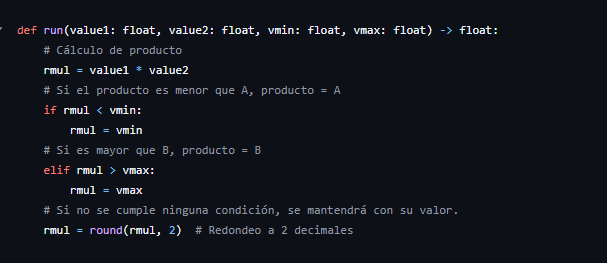 def run(value1: float, value2: float, vmin: float, vmax: float) -> float:
    # Cálculo de producto
    rmul = value1 * value2
    # Si el producto es menor que A, producto = A
    if rmul < vmin:
        rmul = vmin
    # Si es mayor que B, producto = B
    elif rmul > vmax:
        rmul = vmax
    # Si no se cumple ninguna condición, se mantendrá con su valor.
    rmul = round(rmul, 2)  # Redondeo a 2 decimales